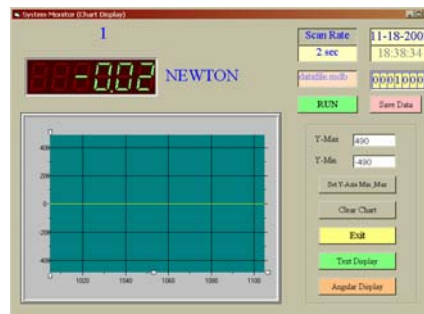 System Monitor (Chart Display)
1
-0.02 NEWTON
Scan Rate
2 sec
11-18-200
18:38:34
datafile.mdb
0001000
RUN
Save Data
Y-Max 490
Y-Min -490
Set Y-Axis Min,Max
Clear Chart
Exit
Text Display
Angular Display
400
200
0
-200
-400
1020 1040 1060 1080 1100